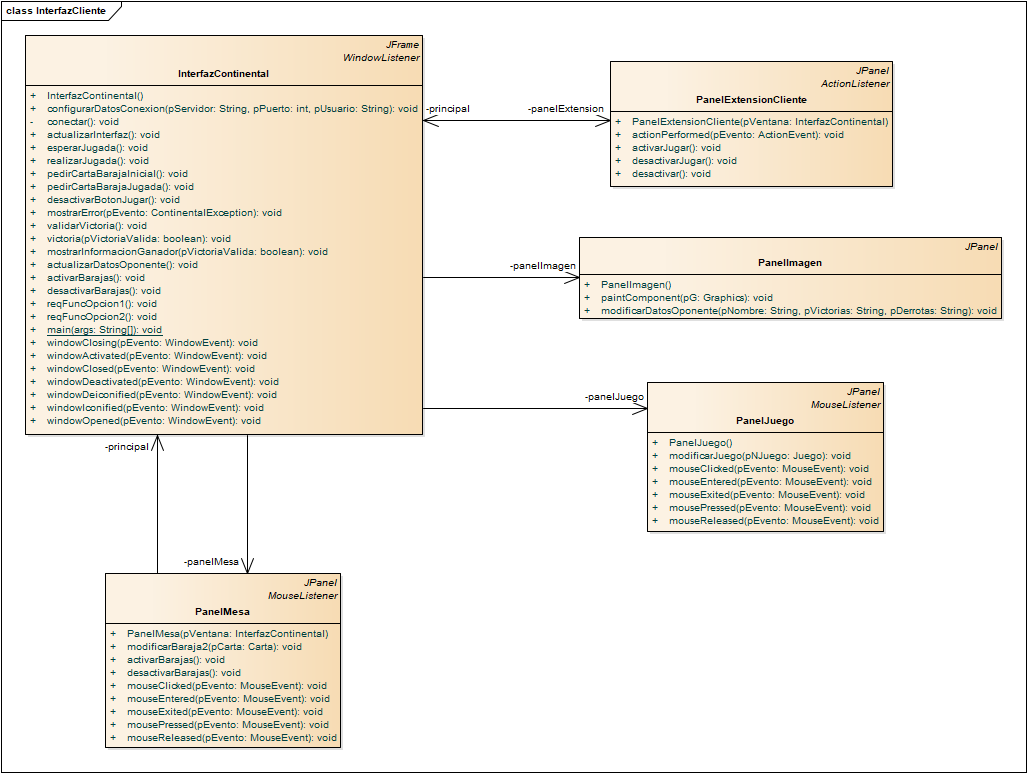 class InterfazCliente
JFrame
WindowListener
InterfazContinental
+ InterfazContinental()
+ configurarDatosConexion(pServidor: String, pPuerto: int, pUsuario: String): void
- conectar(): void
+ actualizarInterfaz(): void
+ esperarJugada(): void
+ realizarJugada(): void
+ pedirCartaBarajaInicial(): void
+ pedirCartaBarajaJugada(): void
+ desactivarBotonJugar(): void
+ mostrarError(pEvento: ContinentalException): void
+ validarVictoria(): void
+ victoria(pVictoriaValida: boolean): void
+ mostrarInformacionGanador(pVictoriaValida: boolean): void
+ actualizarDatosOponente(): void
+ activarBarajas(): void
+ desactivarBarajas(): void
+ reqFuncOpcion1(): void
+ reqFuncOpcion2(): void
+ main(args: String[]): void
+ windowClosing(pEvento: WindowEvent): void
+ windowActivated(pEvento: WindowEvent): void
+ windowClosed(pEvento: WindowEvent): void
+ windowDeactivated(pEvento: WindowEvent): void
+ windowDeiconified(pEvento: WindowEvent): void
+ windowIconified(pEvento: WindowEvent): void
+ windowOpened(pEvento: WindowEvent): void
-principal
-panelExtension
JPanel
ActionListener
PanelExtensionCliente
+ PanelExtensionCliente(pVentana: InterfazContinental)
+ actionPerformed(pEvento: ActionEvent): void
+ activarJugar(): void
+ desactivarJugar(): void
+ desactivar(): void
-panelImagen
JPanel
PanelImagen
+ PanelImagen()
+ paintComponent(pG: Graphics): void
+ modificarDatosOponente(pNombre: String, pVictorias: String, pDerrotas: String): void
-panelJuego
JPanel
MouseListener
PanelJuego
+ PanelJuego()
+ modificarJuego(pNJuego: Juego): void
+ mouseClicked(pEvento: MouseEvent): void
+ mouseEntered(pEvento: MouseEvent): void
+ mouseExited(pEvento: MouseEvent): void
+ mousePressed(pEvento: MouseEvent): void
+ mouseReleased(pEvento: MouseEvent): void
-principal
-panelMesa
JPanel
MouseListener
PanelMesa
+ PanelMesa(pVentana: InterfazContinental)
+ modificarBaraja2(pCarta: Carta): void
+ activarBarajas(): void
+ desactivarBarajas(): void
+ mouseClicked(pEvento: MouseEvent): void
+ mouseEntered(pEvento: MouseEvent): void
+ mouseExited(pEvento: MouseEvent): void
+ mousePressed(pEvento: MouseEvent): void
+ mouseReleased(pEvento: MouseEvent): void